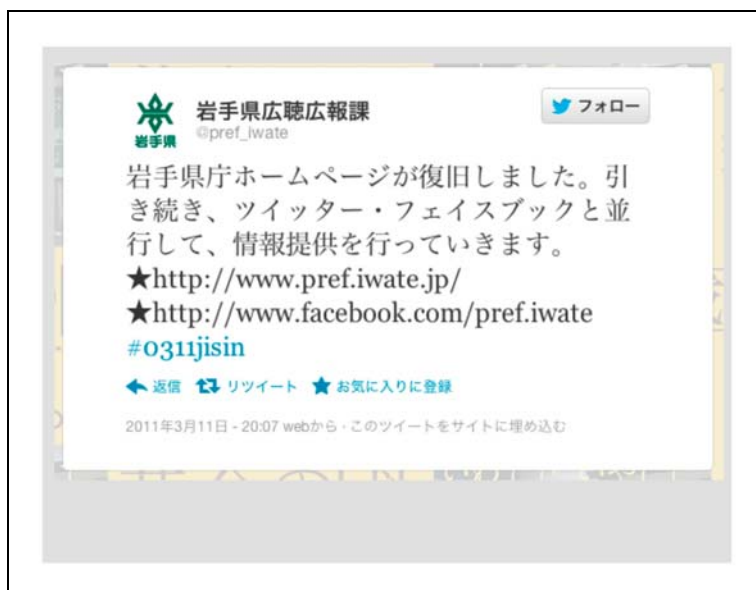 岩手県広聴広報課
@pref_iwate
岩手県
フォロー
岩手県庁ホームページが復旧しました。引
き続き、ツイッター・フェイスブックと並
行して、情報提供を行っていきます。
★http://www.pref.iwate.jp/
★http://www.facebook.com/pref.iwate
#0311jisin
返信 リツイート お気に入りに登録
2011年3月11日 - 20:07 webから · このツイートをサイトに埋め込む